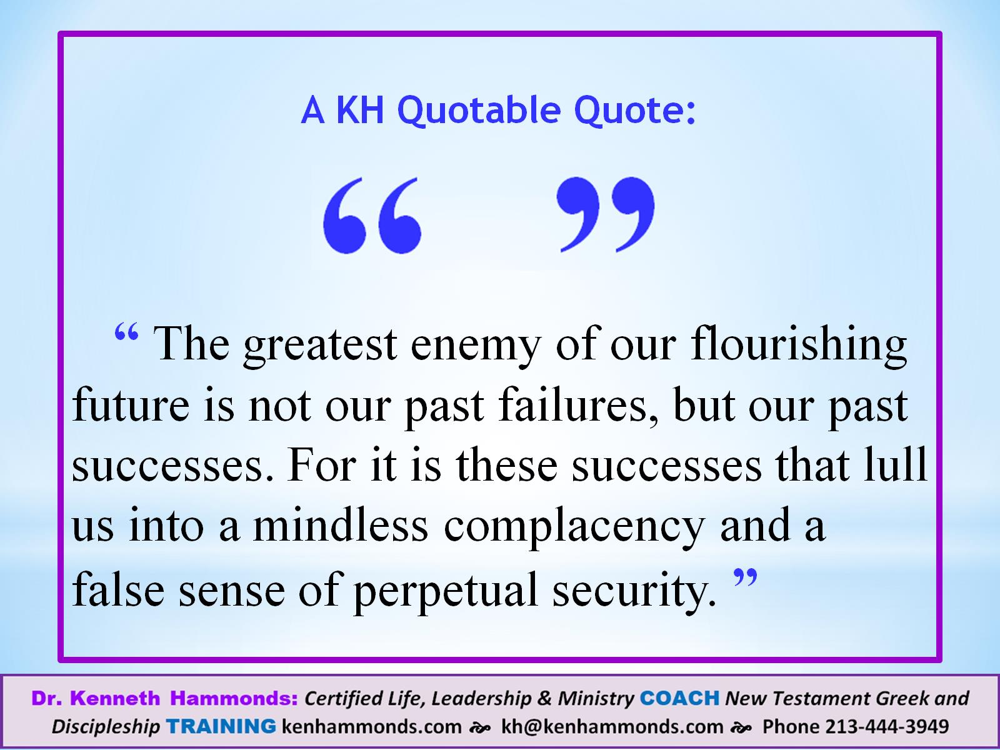 A KH Quotable Quote:
“ ”
“ The greatest enemy of our flourishing
future is not our past failures, but our past
successes. For it is these successes that lull
us into a mindless complacency and a
false sense of perpetual security. ”
Dr. Kenneth Hammonds: Certified Life, Leadership & Ministry COACH New Testament Greek and
Discipleship TRAINING kenhammonds.com ๛ kh@kenhammonds.com ๛ Phone 213-444-3949